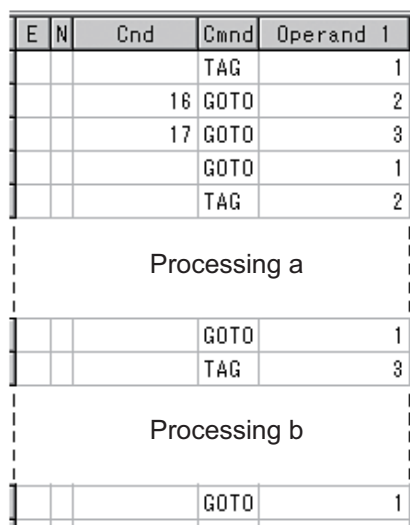 E N Cnd Cmnd Operand 1
TAG 1
16 GOTO 2
17 GOTO 3
GOTO 1
TAG 2
Processing a
GOTO 1
TAG 3
Processing b
GOTO 1